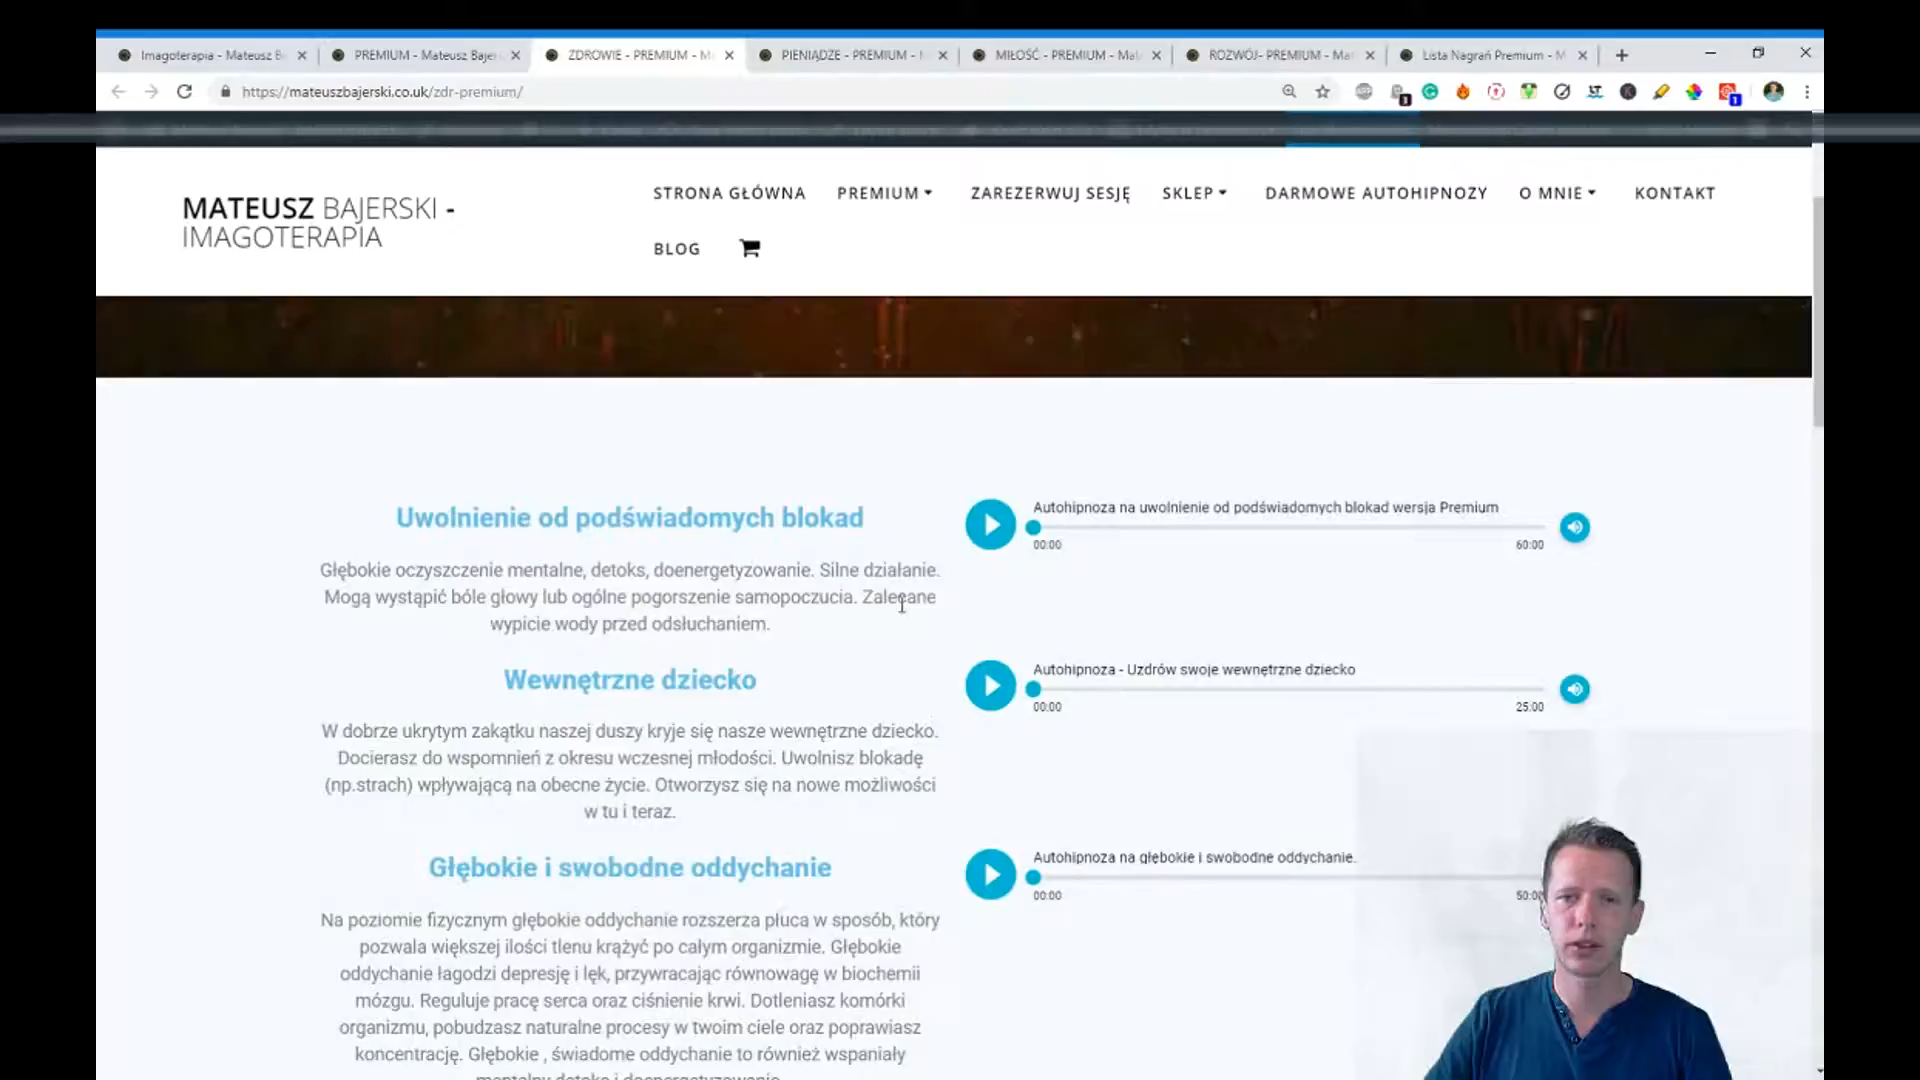 Imagoterapia - Mateusz B
PREMIUM - Mateusz Bajer
ZDROWIE - PREMIUM - M
PIENIĄDZE - PREMIUM -
MIŁOŚĆ - PREMIUM - Mat
ROZWÓJ- PREMIUM - Mat
Lista Nagrań Premium - M
https://mateuszbajerski.co.uk/zdr-premium/
MATEUSZ BAJERSKI -
IMAGOTERAPIA
STRONA GŁÓWNA
PREMIUM
ZAREZERWUJ SESJĘ
SKLEP
DARMOWE AUTOHIPNOZY
O MNIE
KONTAKT
BLOG
Uwolnienie od podświadomych blokad
Głębokie oczyszczenie mentalne, detoks, doenergetyzowanie. Silne działanie.
Mogą wystąpić bóle głowy lub ogólne pogorszenie samopoczucia. Zalecane
wypicie wody przed odsłuchaniem.
Autohipnoza na uwolnienie od podświadomych blokad wersja Premium
00:00
60:00
Wewnętrzne dziecko
W dobrze ukrytym zakątku naszej duszy kryje się nasze wewnętrzne dziecko.
Docierasz do wspomnień z okresu wczesnej młodości. Uwolnisz blokadę
(np.strach) wpływającą na obecne życie. Otworzysz się na nowe możliwości
w tu i teraz.
Autohipnoza - Uzdrów swoje wewnętrzne dziecko
00:00
25:00
Głębokie i swobodne oddychanie
Na poziomie fizycznym głębokie oddychanie rozszerza płuca w sposób, który
pozwala większej ilości tlenu krążyć po całym organizmie. Głębokie
oddychanie łagodzi depresję i lęk, przywracając równowagę w biochemii
mózgu. Reguluje pracę serca oraz ciśnienie krwi. Dotleniasz komórki
organizmu, pobudzasz naturalne procesy w twoim ciele oraz poprawiasz
koncentrację. Głębokie , świadome oddychanie to również wspaniały
mentalny detoks i doenergetyzowanie.
Autohipnoza na głębokie i swobodne oddychanie.
00:00
50:00